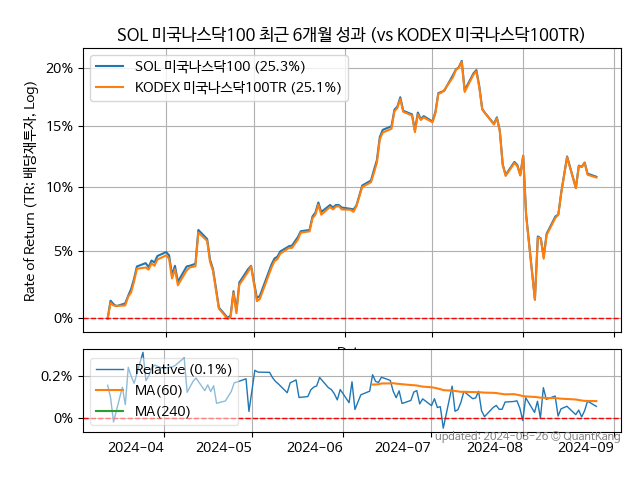 SOL 미국나스닥100 최근 6개월 성과 (vs KODEX 미국나스닥100TR)
Rate of Return (TR: 배당재투자, Log)
20%
15%
10%
5%
0%
SOL 미국나스닥100 (25.3%)
KODEX 미국나스닥100TR (25.1%)
0.2%
0%
Relative (0.1%)
MA(60)
MA(240)
updated: 2024-08-26 © QuantKang
2024-04 2024-05 2024-06 2024-07 2024-08 2024-09